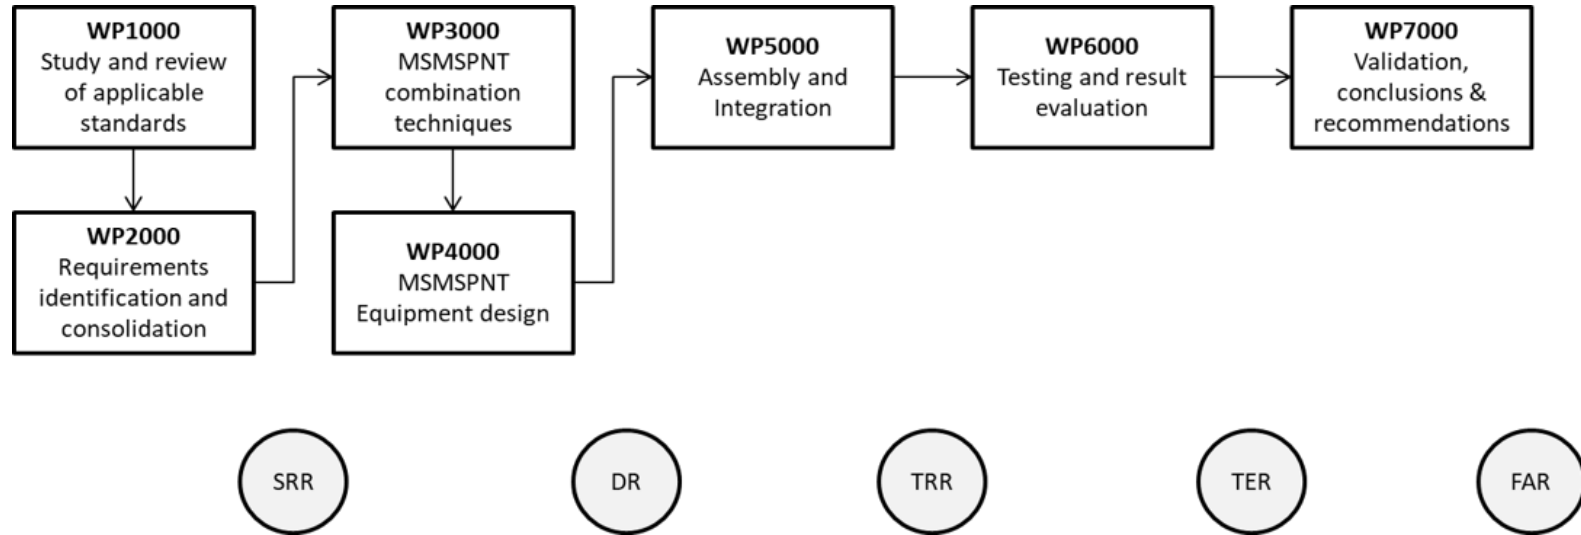 WP1000
Study and review
of applicable
standards
WP2000
Requirements
identification and
consolidation
WP3000
MSMSPNT
combination
techniques
WP4000
MSMSPNT
Equipment design
WP5000
Assembly and
Integration
WP6000
Testing and result
evaluation
WP7000
Validation,
conclusions &
recommendations
SRR
DR
TRR
TER
FAR